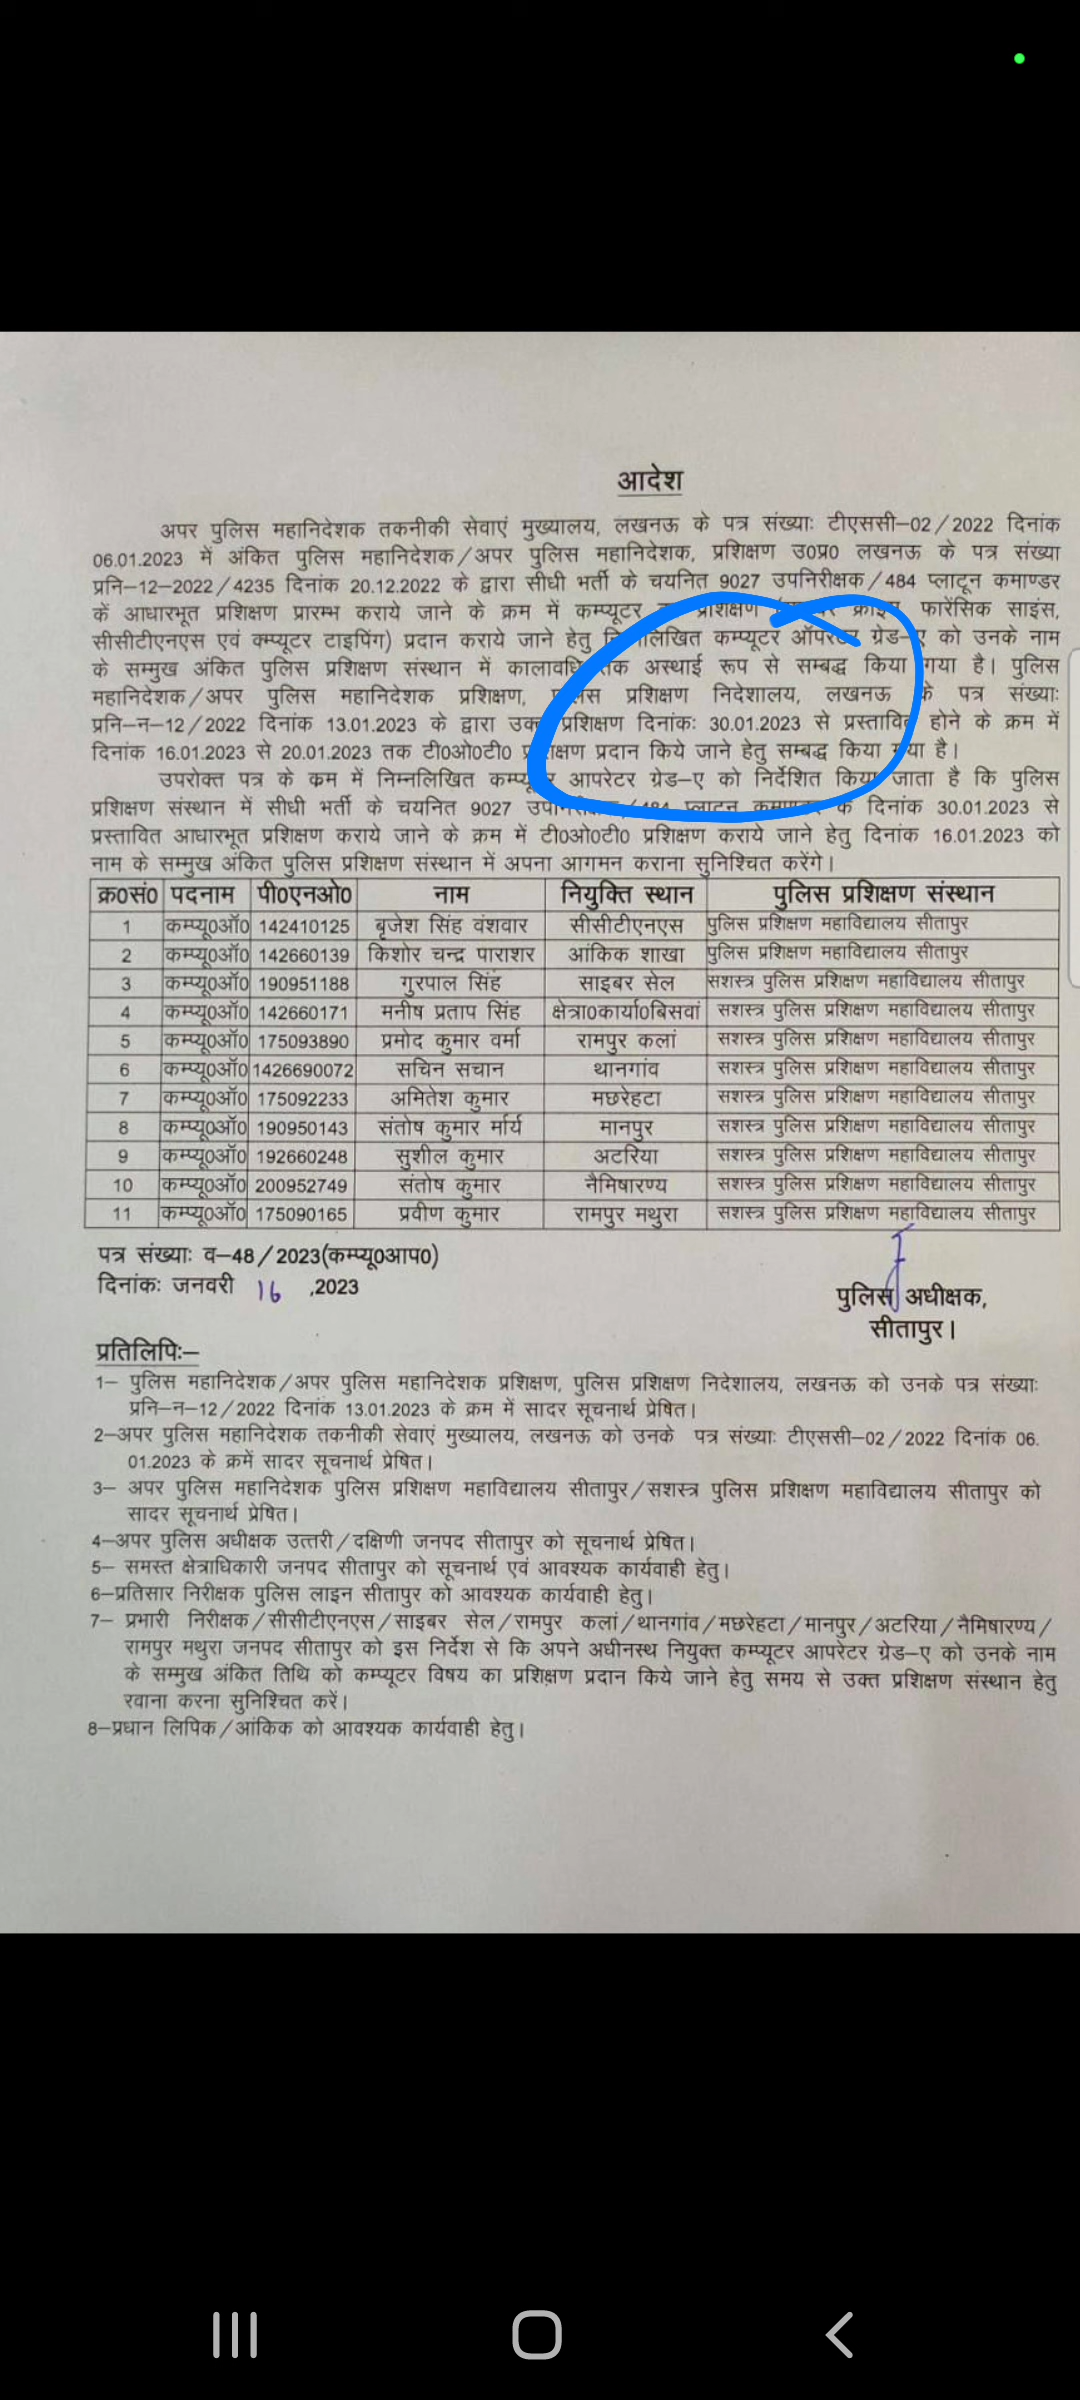 आदेश
अपर पुलिस महानिदेशक तकनीकी सेवाएं मुख्यालय, लखनऊ के पत्र संख्याः टीएससी–02/2022 दिनांक
06.01.2023 में अंकित पुलिस महानिदेशक/अपर पुलिस महानिदेशक, प्रशिक्षण उ0प्र0 लखनऊ के पत्र संख्या
प्रनि–12–2022/4235 दिनांक 20.12.2022 के द्वारा सीधी भर्ती के चयनित 9027 उपनिरीक्षक/484 प्लाटून कमाण्डर
कें आधारभूत प्रशिक्षण प्रारम्भ कराये जाने के क्रम में कम्प्यूटर प्रशिक्षण क्राइम फारेंसिक साइंस,
सीसीटीएनएस एवं क्म्प्यूटर टाइपिंग) प्रदान कराये जाने हेतु कम्प्यूटर ऑपरेटर ग्रेड–ए को उनके नाम
के सम्मुख अंकित पुलिस प्रशिक्षण संस्थान में कालावधि तक अस्थाई रूप से सम्बद्ध किया गया है। पुलिस
महानिदेशक/अपर पुलिस महानिदेशक प्रशिक्षण, पुलिस प्रशिक्षण निदेशालय, लखनऊ के पत्र संख्याः
प्रनि–न–12/2022 दिनांक 13.01.2023 के द्वारा उक्त प्रशिक्षण दिनांकः 30.01.2023 से प्रस्तावित होने के क्रम में
दिनांक 16.01.2023 से 20.01.2023 तक टी0ओ0टी0 प्रशिक्षण प्रदान किये जाने हेतु सम्बद्ध किया गया है।
उपरोक्त पत्र के क्रम में निम्नलिखित कम्प्यूटर आपरेटर ग्रेड–ए को निर्देशित किया जाता है कि पुलिस
प्रशिक्षण संस्थान में सीधी भर्ती के चयनित 9027 उपनिरीक्षक/484 प्लाटून कमाण्डर के दिनांक 30.01.2023 से
प्रस्तावित आधारभूत प्रशिक्षण कराये जाने के क्रम में टी0ओ0टी0 प्रशिक्षण कराये जाने हेतु दिनांक 16.01.2023 को
नाम के सम्मुख अंकित पुलिस प्रशिक्षण संस्थान में अपना आगमन कराना सुनिश्चित करेंगे।
क्र0सं0 पदनाम पी0एनओ0 नाम नियुक्ति स्थान पुलिस प्रशिक्षण संस्थान
1 कम्प्यू0ऑ0 142410125 बृजेश सिंह वंशवार सीसीटीएनएस पुलिस प्रशिक्षण महाविद्यालय सीतापुर
2 कम्प्यू0ऑ0 142660139 किशोर चन्द्र पाराशर आंकिक शाखा पुलिस प्रशिक्षण महाविद्यालय सीतापुर
3 कम्प्यू0ऑ0 190951188 गुरपाल सिंह साइबर सेल सशस्त्र पुलिस प्रशिक्षण महाविद्यालय सीतापुर
4 कम्प्यू0ऑ0 142660171 मनीष प्रताप सिंह क्षेत्रा0कार्या0बिसवां सशस्त्र पुलिस प्रशिक्षण महाविद्यालय सीतापुर
5 कम्प्यू0ऑ0 175093890 प्रमोद कुमार वर्मा रामपुर कलां सशस्त्र पुलिस प्रशिक्षण महाविद्यालय सीतापुर
6 कम्प्यू0ऑ0 1426690072 सचिन सचान थानगांव सशस्त्र पुलिस प्रशिक्षण महाविद्यालय सीतापुर
7 कम्प्यू0ऑ0 175092233 अमितेश कुमार मछरेहटा सशस्त्र पुलिस प्रशिक्षण महाविद्यालय सीतापुर
8 कम्प्यू0ऑ0 190950143 संतोष कुमार र्मार्य मानपुर सशस्त्र पुलिस प्रशिक्षण महाविद्यालय सीतापुर
9 कम्प्यू0ऑ0 192660248 सुशील कुमार अटरिया सशस्त्र पुलिस प्रशिक्षण महाविद्यालय सीतापुर
10 कम्प्यू0ऑ0 200952749 संतोष कुमार नैमिषारण्य सशस्त्र पुलिस प्रशिक्षण महाविद्यालय सीतापुर
11 कम्प्यू0ऑ0 175090165 प्रवीण कुमार रामपुर मथुरा सशस्त्र पुलिस प्रशिक्षण महाविद्यालय सीतापुर
पत्र संख्याः व–48/2023(कम्प्यू0आप0)
दिनांकः जनवरी 16 ,2023
पुलिस अधीक्षक,
सीतापुर।
प्रतिलिपिः–
1– पुलिस महानिदेशक/अपर पुलिस महानिदेशक प्रशिक्षण, पुलिस प्रशिक्षण निदेशालय, लखनऊ को उनके पत्र संख्याः
प्रनि–न–12/2022 दिनांक 13.01.2023 के क्रम में सादर सूचनार्थ प्रेषित।
2–अपर पुलिस महानिदेशक तकनीकी सेवाएं मुख्यालय, लखनऊ को उनके पत्र संख्याः टीएससी–02/2022 दिनांक 06.
01.2023 के क्रमें सादर सूचनार्थ प्रेषित।
3– अपर पुलिस महानिदेशक पुलिस प्रशिक्षण महाविद्यालय सीतापुर/सशस्त्र पुलिस प्रशिक्षण महाविद्यालय सीतापुर को
सादर सूचनार्थ प्रेषित।
4–अपर पुलिस अधीक्षक उत्तरी/दक्षिणी जनपद सीतापुर को सूचनार्थ प्रेषित।
5– समस्त क्षेत्राधिकारी जनपद सीतापुर को सूचनार्थ एवं आवश्यक कार्यवाही हेतु।
6–प्रतिसार निरीक्षक पुलिस लाइन सीतापुर को आवश्यक कार्यवाही हेतु।
7– प्रभारी निरीक्षक/सीसीटीएनएस/साइबर सेल/रामपुर कलां/थानगांव/मछरेहटा/मानपुर/अटरिया/नैमिषारण्य/
रामपुर मथुरा जनपद सीतापुर को इस निर्देश से कि अपने अधीनस्थ नियुक्त कम्प्यूटर आपरेटर ग्रेड–ए को उनके नाम
के सम्मुख अंकित तिथि को कम्प्यूटर विषय का प्रशिक्षण प्रदान किये जाने हेतु समय से उक्त प्रशिक्षण संस्थान हेतु
रवाना करना सुनिश्चित करें।
8–प्रधान लिपिक/आंकिक को आवश्यक कार्यवाही हेतु।